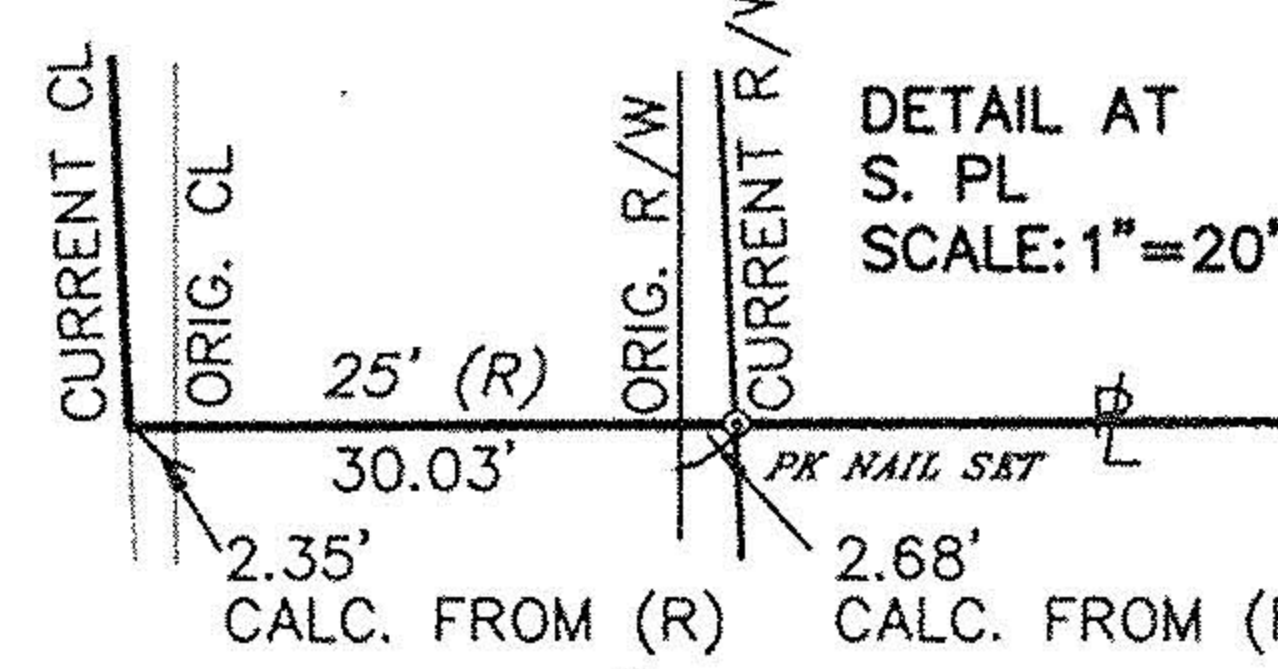 CURRENT CL
ORIG. CL
ORIG. R/W
CURRENT R/W
DETAIL AT
S. PL
SCALE: 1"=20'
25' (R)
30.03'
PK NAIL SET
PL
2.35'
CALC. FROM (R)
2.68'
CALC. FROM (